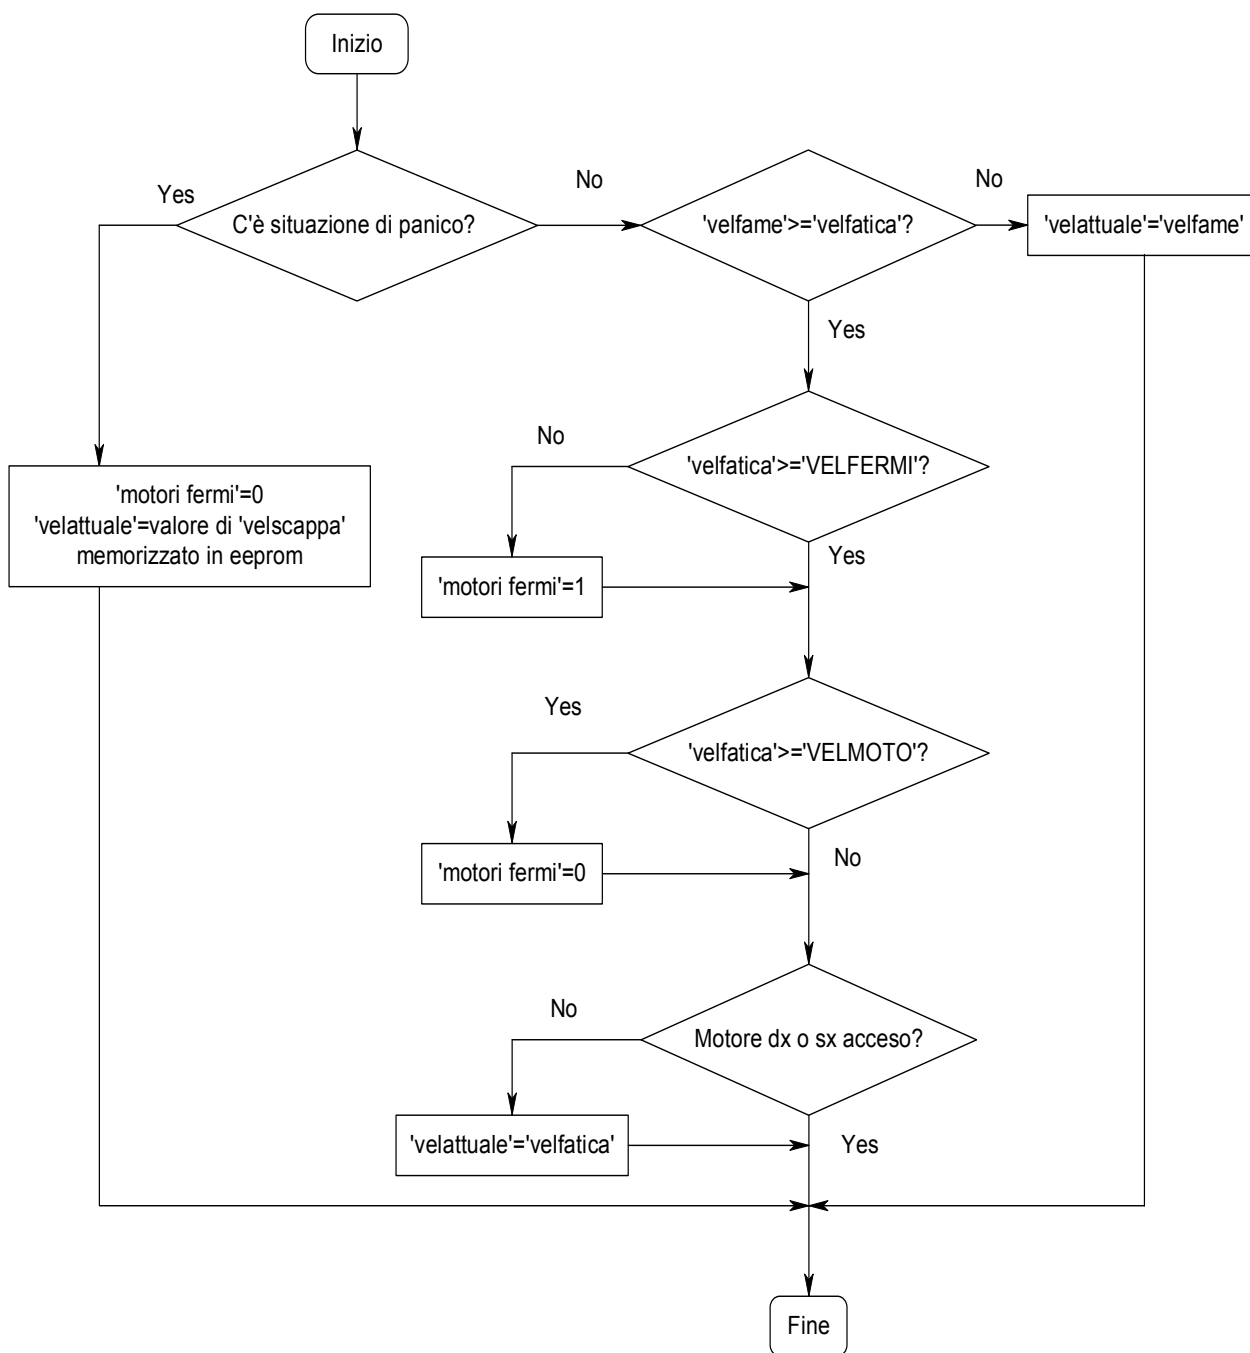 Inizio
Yes
C'è situazione di panico?
No
'velfame'>='velfatica'?
No
'velattuale'='velfame'
Yes
No
'velfatica'>='VELFERMI'?
'motori fermi'=0
'velattuale'=valore di 'velscappa'
memorizzato in eeprom
Yes
'motori fermi'=1
Yes
'velfatica'>='VELMOTO'?
No
'motori fermi'=0
No
Motore dx o sx acceso?
'velattuale'='velfatica'
Yes
Fine